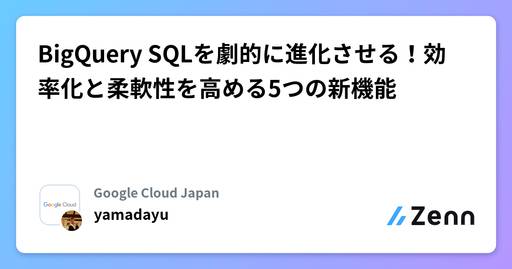 BigQuery SQLを劇的に進化させる！効
率化と柔軟性を高める5つの新機能
Google Cloud
Google Cloud Japan
yamadayu
Zenn